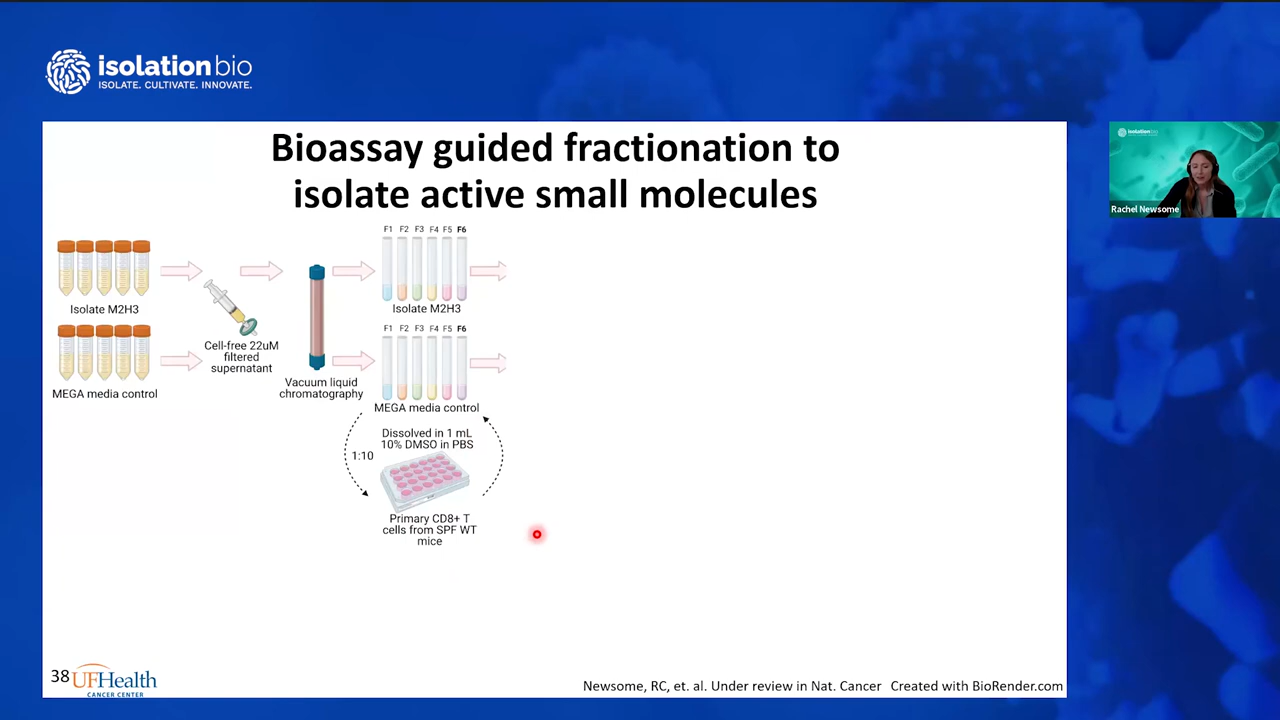 isolation bio
ISOLATE. CULTIVATE. INNOVATE.
Bioassay guided fractionation to
isolate active small molecules
isolation bio
Rachel Newsome
F1 F2 F3 F4 F5 F6
Isolate M2H3
Isolate M2H3
Cell-free 22uM
filtered
supernatant
F1 F2 F3 F4 F5 F6
Vacuum liquid
chromatography
MEGA media control
MEGA media control
Dissolved in 1 mL
10% DMSO in PBS
1:10
Primary CD8+ T
cells from SPF WT
mice
38
UFHealth
CANCER CENTER
Newsome, RC, et. al. Under review in Nat. Cancer Created with BioRender.com